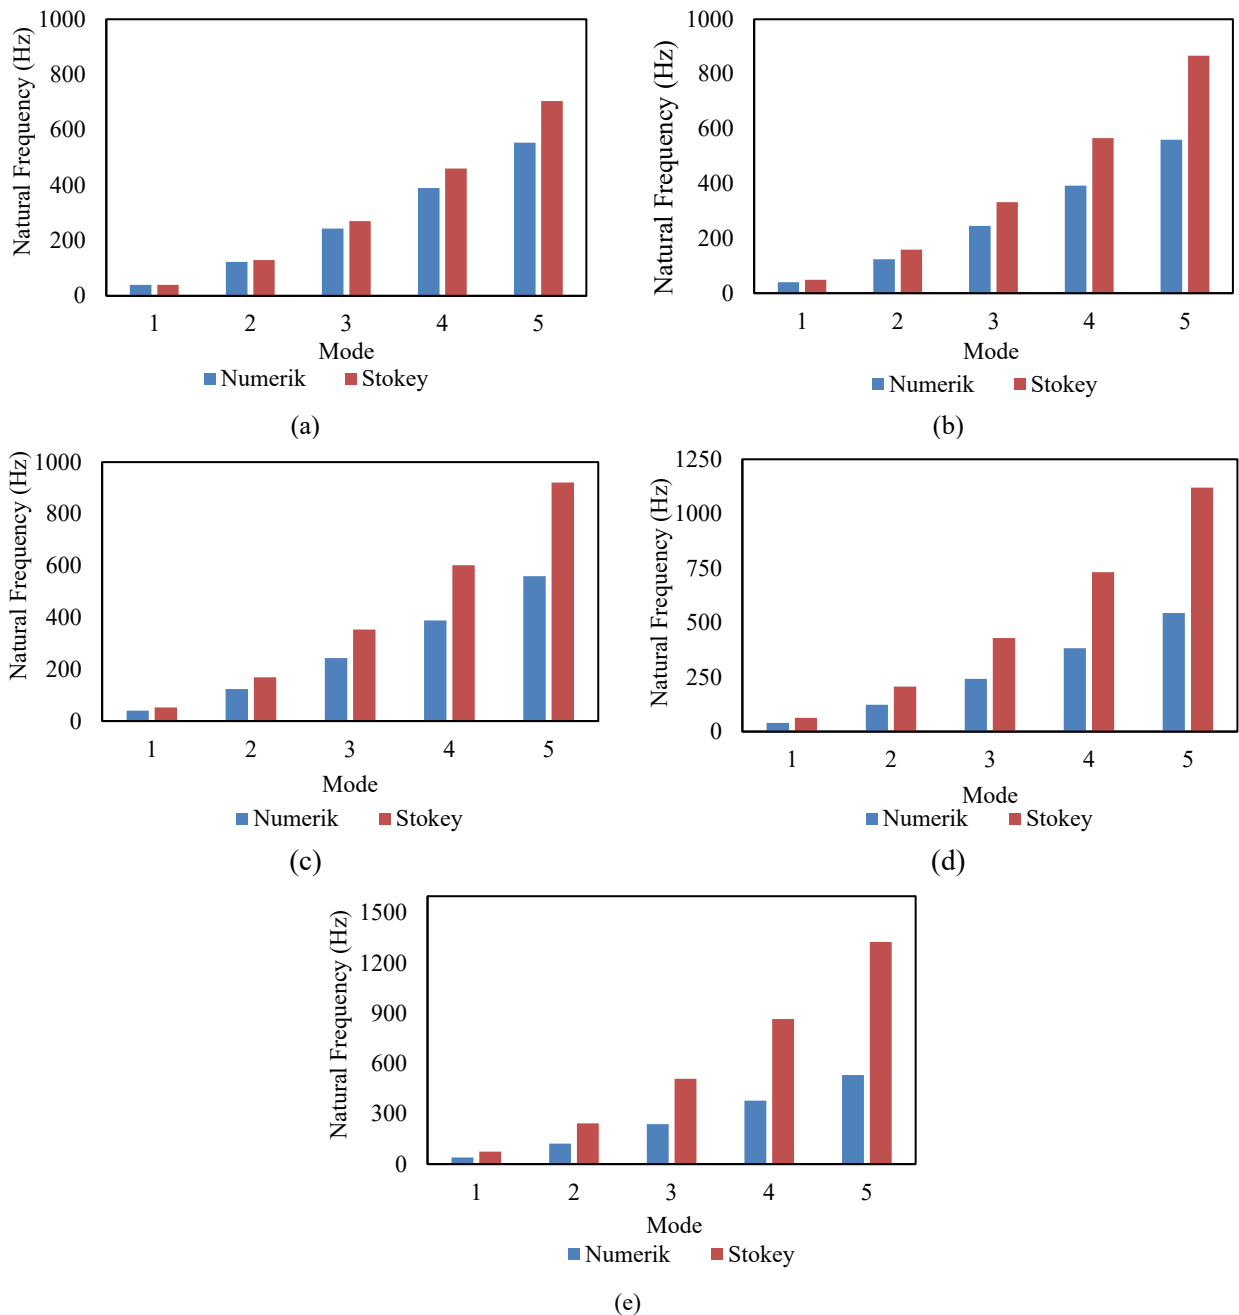 Natural Frequency (Hz)
1000
800
600
400
200
0
1 2 3 4 5
Mode
Numerik Stokey
(a)
Natural Frequency (Hz)
1000
800
600
400
200
0
1 2 3 4 5
Mode
Numerik Stokey
(b)
Natural Frequency (Hz)
1000
800
600
400
200
0
1 2 3 4 5
Mode
Numerik Stokey
(c)
Natural Frequency (Hz)
1250
1000
750
500
250
0
1 2 3 4 5
Mode
Numerik Stokey
(d)
Natural Frequency (Hz)
1500
1200
900
600
300
0
1 2 3 4 5
Mode
Numerik Stokey
(e)